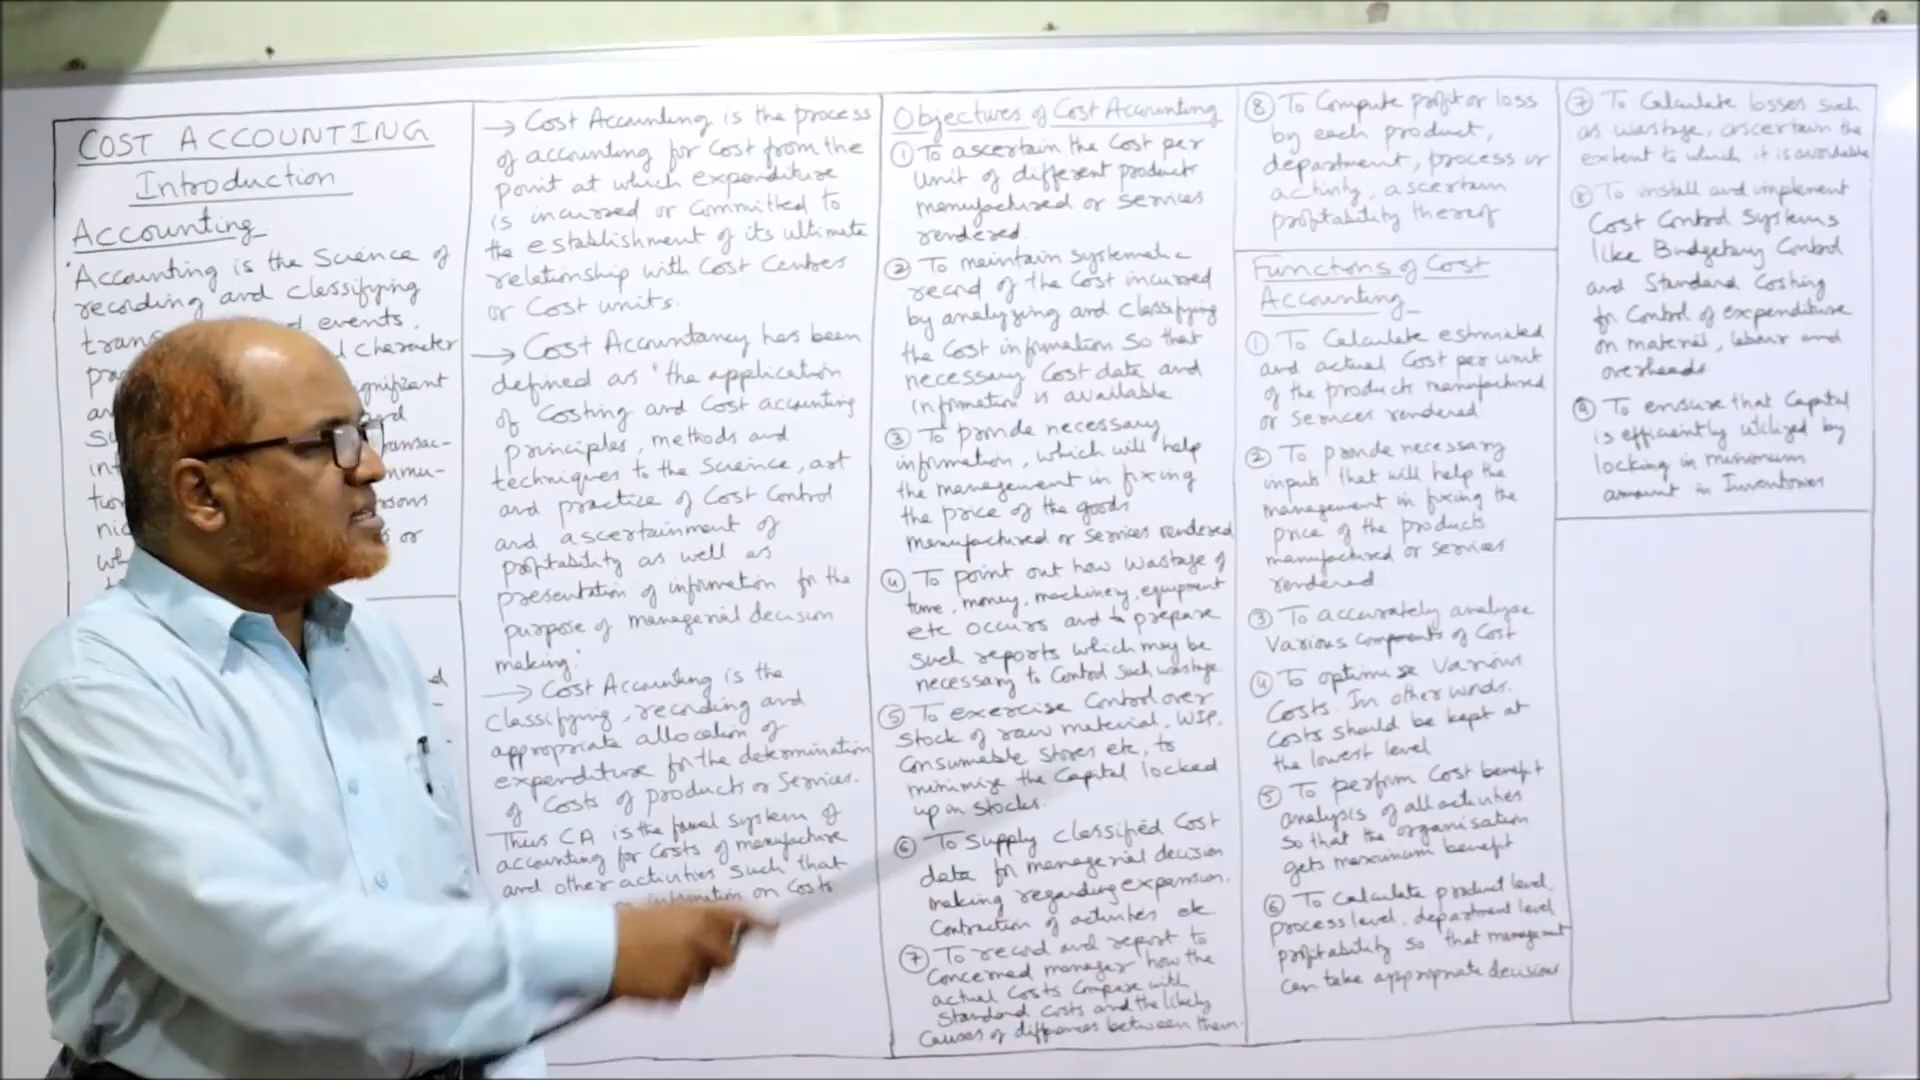 COST ACCOUNTING
Introduction
Accounting
'Accounting is the Science of
recording and classifying
events,
character
and
or
→ Cost Accounting is the process
of accounting for Cost from the
point at which expenditure
is incurred or Committed to
the establishment of its ultimate
relationship with Cost Centres
or Cost units.
→ Cost Accountancy has been
defined as 'the application
of Costing and Cost accounting
principles, methods and
techniques to the Science, art
and practice of Cost Control
and ascertainment of
profitability as well as
presentation of information for the
purpose of managerial decision
making.'
→ Cost Accounting is the
Classifying, recording and
appropriate allocation of
expenditure for the determination
of Costs of products or Services.
Thus CA is the formal system of
accounting for Costs of manufacture
and other activities such that
information on Costs
Objectives of Cost Accounting
① To ascertain the Cost per
Unit of different product
manufactured or Services
rendered.
② To maintain systematic
record of the Cost incurred
by analyzing and classifying
the Cost information so that
necessary Cost data and
information is available
③ To provide necessary
information, which will help
the management in fixing
the price of the goods
manufactured or Services rendered
④ To point out how wastage of
time, money, machinery, equipment
etc occurs and to prepare
such reports which may be
necessary to Control such wastage.
⑤ To exercise Control over
Stock of raw material, WIP,
Consumable Stores etc, to
minimize the Capital locked
up in Stocks.
⑥ To Supply classified Cost
data for managerial decision
making regarding expansion,
Contraction of activities etc
⑦ To record and report to
Concerned manager how the
actual Costs Compare with
Standard Costs and the likely
Causes of differences between them.
⑧ To Compute profit or loss
by each product,
department, process or
activity, ascertain
profitability thereof
Functions of Cost
Accounting
① To Calculate estimated
and actual Cost per unit
of the products manufactured
or services rendered
② To provide necessary
inputs that will help the
management in fixing the
price of the products
manufactured or Services
rendered
③ To accurately analyse
Various components of Cost
④ To optimise Various
Costs. In other words,
Costs should be kept at
the lowest level
⑤ To perform Cost benefit
analysis of all activities
so that the organisation
gets maximum benefit
⑥ To Calculate product level,
process level, department level
profitability so that management
can take appropriate decision
⑦ To Calculate losses such
as wastage, ascertain the
extent to which it is avoidable
⑧ To install and implement
Cost Control Systems
like Budgetary Control
and Standard Costing
for Control of expenditure
on material, labour and
overheads
⑨ To ensure that Capital
is efficiently utilized by
locking in minimum
amount in Inventories